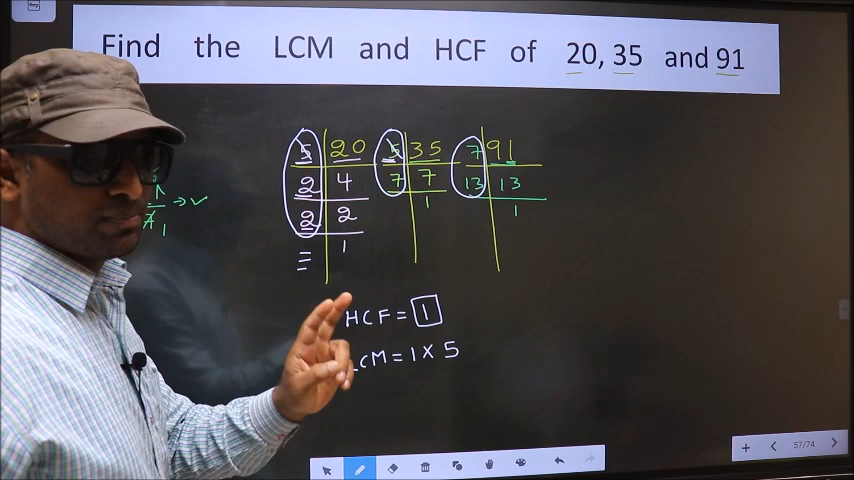 Find the LCM and HCF of 20, 35 and 91
5 20 5 35 7 91
2 4 7 7 13 13
2 2 1 1
1
HCF = 1
LCM = 1 × 5
57/74